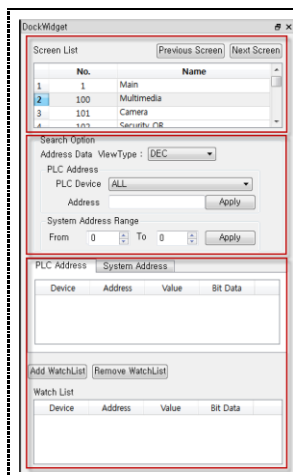 DockWidget
Screen List Previous Screen Next Screen
No. Name
1 1 Main
2 100 Multimedia
3 101 Camera
4 102 Security_QR
Search Option
Address Data ViewType : DEC
PLC Address
PLC Device ALL
Address Apply
System Address Range
From 0 To 0 Apply
PLC Address System Address
Device Address Value Bit Data
Add WatchList Remove WatchList
Watch List
Device Address Value Bit Data